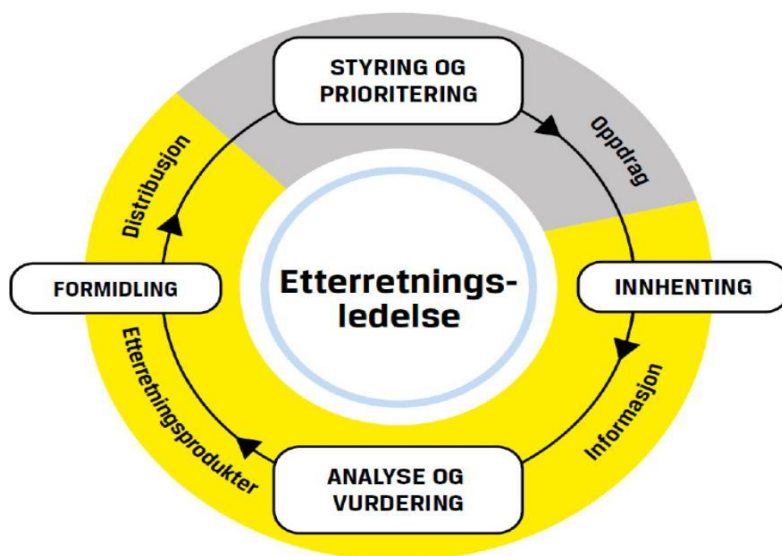 STYRING OG
PRIORITERING
Oppdrag
INNHENTING
Informasjon
ANALYSE OG
VURDERING
Etterretningsprodukter
FORMIDLING
Distribusjon
Etterretnings-
ledelse